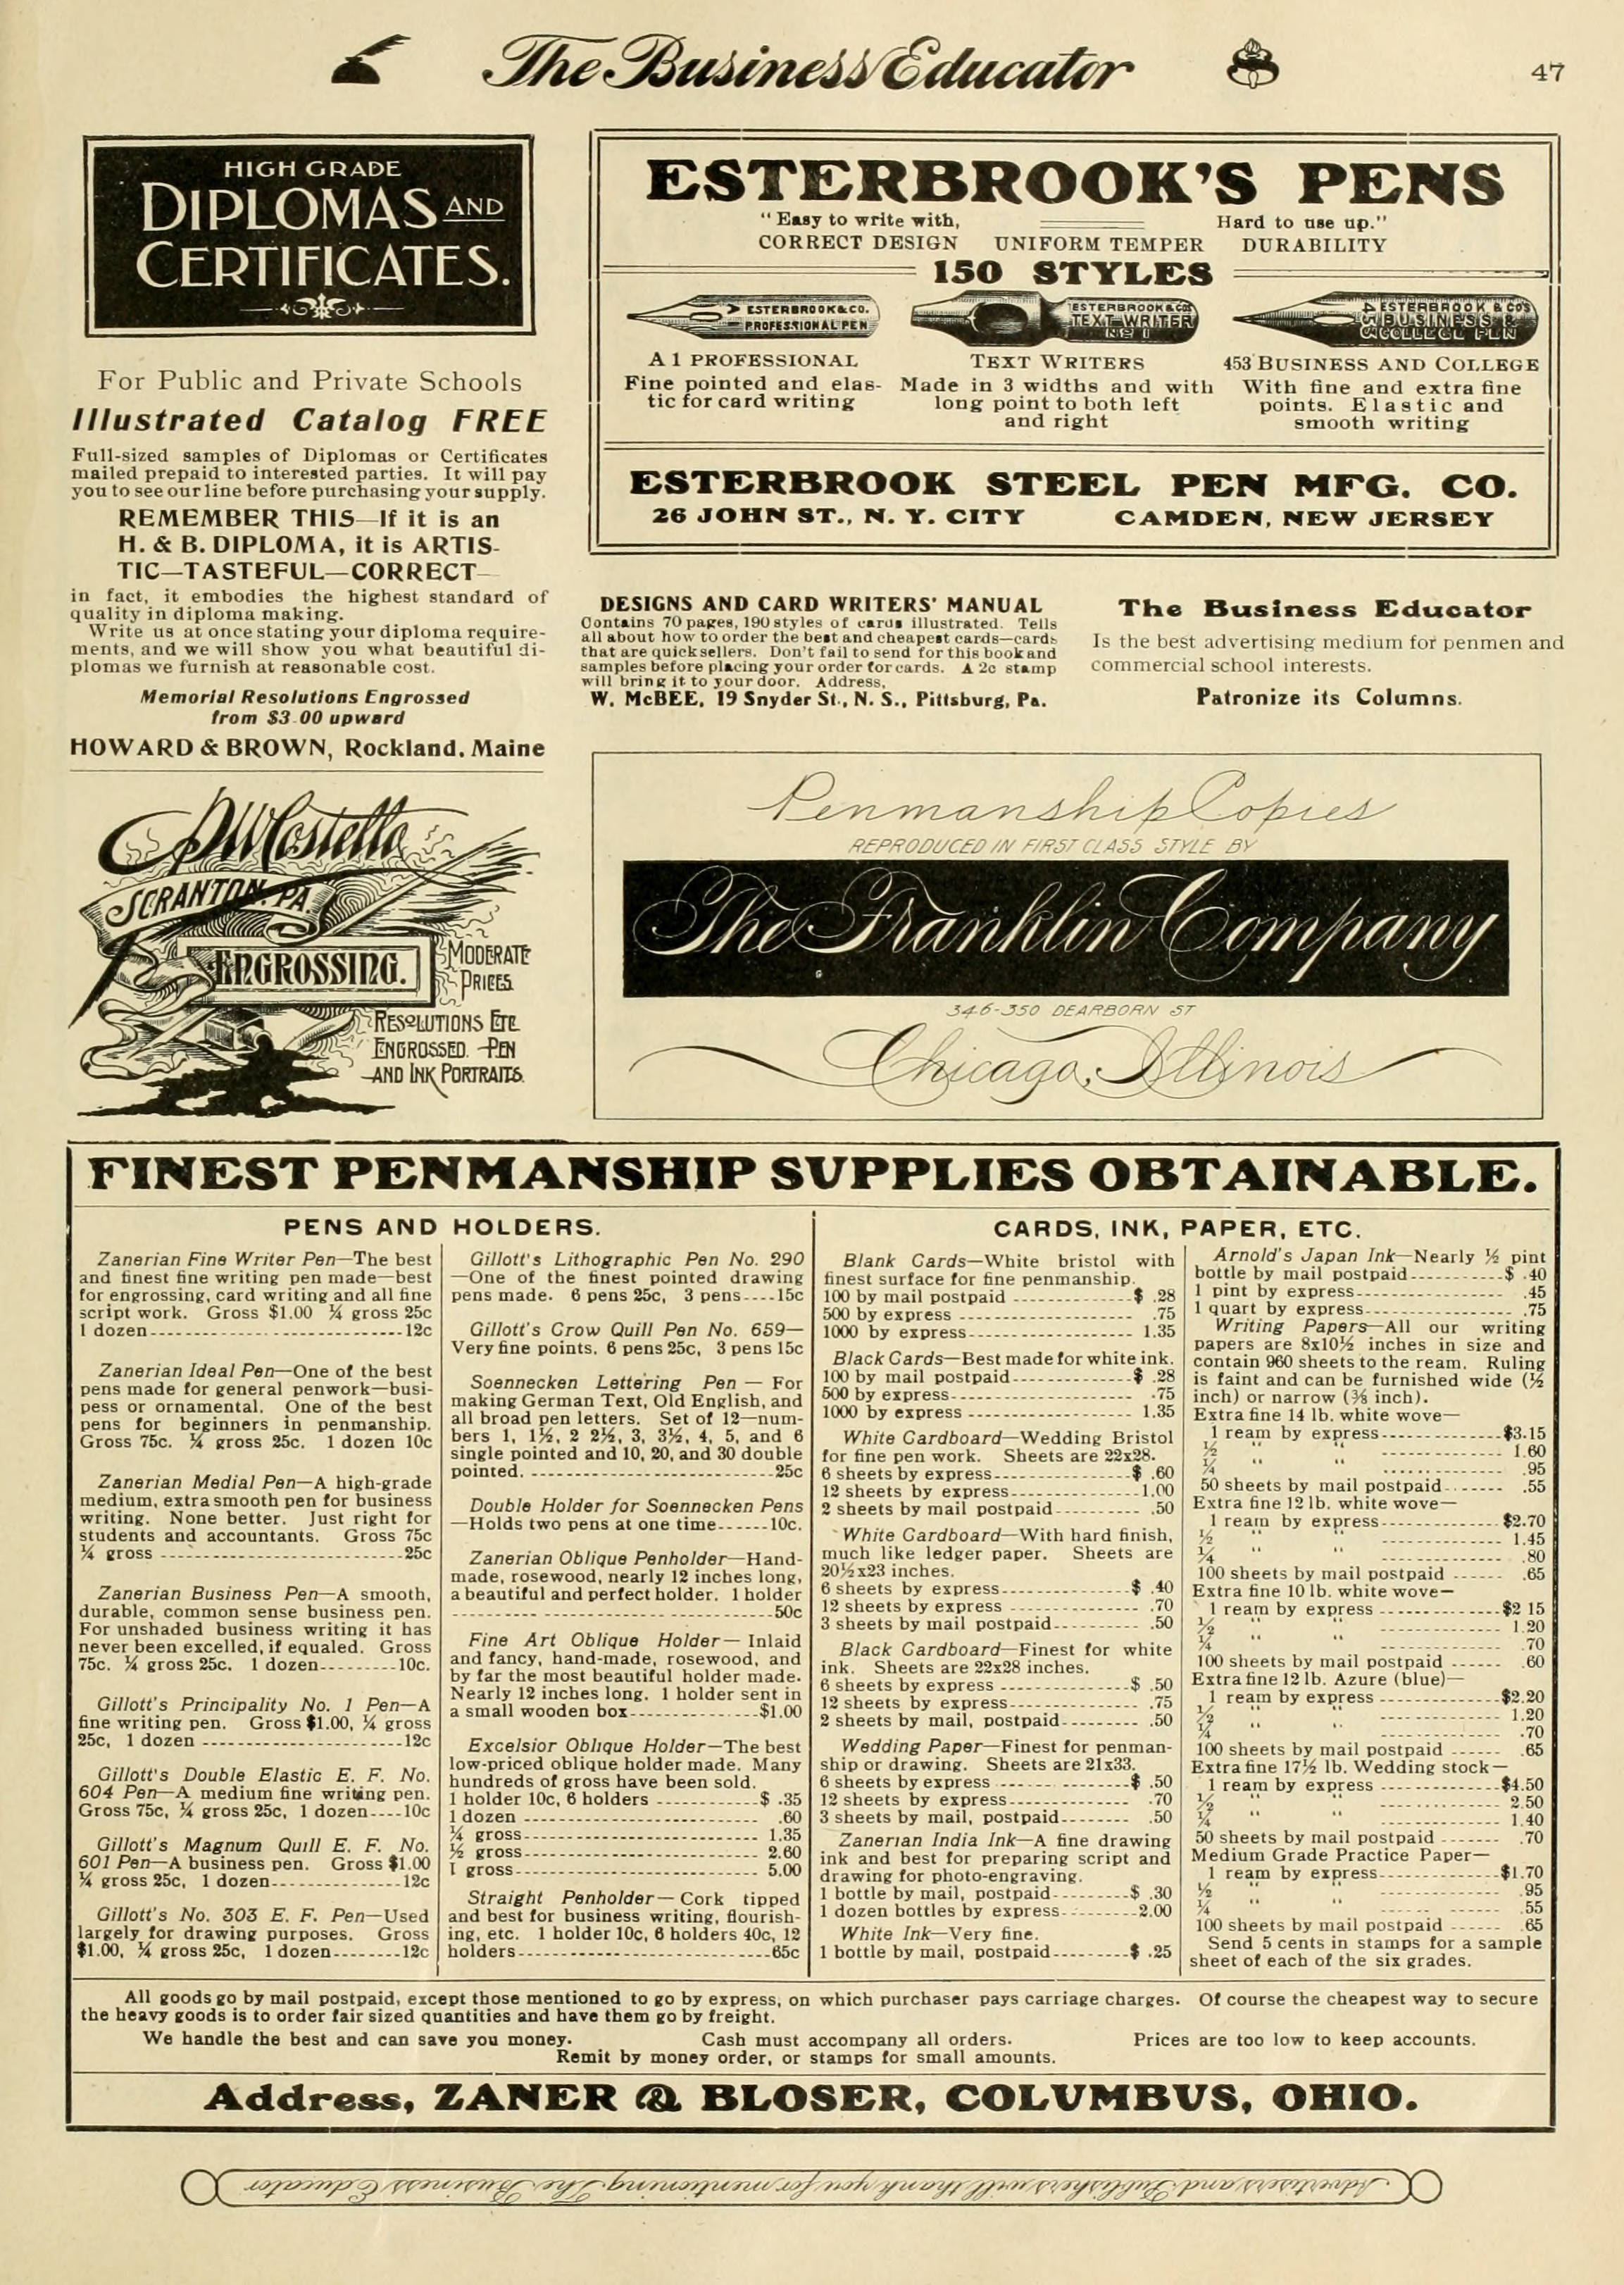 The Business Educator
47
HIGH GRADE
DIPLOMAS AND
CERTIFICATES.
For Public and Private Schools
Illustrated Catalog FREE
Full-sized samples of Diplomas or Certificates
mailed prepaid to interested parties. It will pay
you to see our line before purchasing your supply.
REMEMBER THIS—If it is an
H. & B. DIPLOMA, it is ARTIS-
TIC—TASTEFUL—CORRECT—
in fact, it embodies the highest standard of
quality in diploma making.
Write us at once stating your diploma require-
ments, and we will show you what beautiful di-
plomas we furnish at reasonable cost.
Memorial Resolutions Engrossed
from $3.00 upward
HOWARD & BROWN, Rockland, Maine
ESTERBROOK'S PENS
"Easy to write with, Hard to use up."
CORRECT DESIGN UNIFORM TEMPER DURABILITY
150 STYLES
ESTERBROOK & CO.
PROFESSIONAL PEN
ESTERBROOK & CO'S
TEXT WRITER
No 1
ESTERBROOK & CO'S
453 BUSINESS &
COLLEGE PEN
A 1 PROFESSIONAL
Fine pointed and elas-
tic for card writing
TEXT WRITERS
Made in 3 widths and with
long point to both left
and right
453 BUSINESS AND COLLEGE
With fine and extra fine
points. Elastic and
smooth writing
ESTERBROOK STEEL PEN MFG. CO.
26 JOHN ST., N. Y. CITY CAMDEN, NEW JERSEY
DESIGNS AND CARD WRITERS' MANUAL
Contains 70 pages, 190 styles of cards illustrated. Tells
all about how to order the best and cheapest cards—cards
that are quick sellers. Don't fail to send for this book and
samples before placing your order for cards. A 2c stamp
will bring it to your door. Address,
W. McBEE, 19 Snyder St., N. S., Pittsburg, Pa.
The Business Educator
Is the best advertising medium for penmen and
commercial school interests.
Patronize its Columns.
P.W. Costello
SCRANTON. PA.
ENGROSSING.
MODERATE
PRICES.
RESOLUTIONS ETC
ENGROSSED. PEN
AND INK PORTRAITS.
Penmanship Copies
REPRODUCED IN FIRST CLASS STYLE BY
The Franklin Company
346-350 DEARBORN ST
Chicago, Illinois
FINEST PENMANSHIP SUPPLIES OBTAINABLE.
PENS AND HOLDERS.
Zanerian Fine Writer Pen—The best
and finest fine writing pen made—best
for engrossing, card writing and all fine
script work. Gross $1.00 ¼ gross 25c
1 dozen 12c
Zanerian Ideal Pen—One of the best
pens made for general penwork—busi-
pess or ornamental. One of the best
pens for beginners in penmanship.
Gross 75c. ¼ gross 25c. 1 dozen 10c
Zanerian Medial Pen—A high-grade
medium, extra smooth pen for business
writing. None better. Just right for
students and accountants. Gross 75c
¼ gross 25c
Zanerian Business Pen—A smooth,
durable, common sense business pen.
For unshaded business writing it has
never been excelled, if equaled. Gross
75c. ¼ gross 25c. 1 dozen 10c.
Gillott's Principality No. 1 Pen—A
fine writing pen. Gross $1.00, ¼ gross
25c, 1 dozen 12c
Gillott's Double Elastic E. F. No.
604 Pen—A medium fine writing pen.
Gross 75c, ¼ gross 25c, 1 dozen 10c
Gillott's Magnum Quill E. F. No.
601 Pen—A business pen. Gross $1.00
¼ gross 25c, 1 dozen 12c
Gillott's No. 303 E. F. Pen—Used
largely for drawing purposes. Gross
$1.00, ¼ gross 25c, 1 dozen 12c
Gillott's Lithographic Pen No. 290
—One of the finest pointed drawing
pens made. 6 pens 25c, 3 pens 15c
Gillott's Crow Quill Pen No. 659—
Very fine points. 6 pens 25c, 3 pens 15c
Soennecken Lettering Pen — For
making German Text, Old English, and
all broad pen letters. Set of 12—num-
bers 1, 1½, 2 2½, 3, 3½, 4, 5, and 6
single pointed and 10, 20, and 30 double
pointed. 25c
Double Holder for Soennecken Pens
—Holds two pens at one time 10c.
Zanerian Oblique Penholder—Hand-
made, rosewood, nearly 12 inches long,
a beautiful and perfect holder. 1 holder
50c
Fine Art Oblique Holder— Inlaid
and fancy, hand-made, rosewood, and
by far the most beautiful holder made.
Nearly 12 inches long. 1 holder sent in
a small wooden box $1.00
Excelsior Oblique Holder—The best
low-priced oblique holder made. Many
hundreds of gross have been sold.
1 holder 10c, 6 holders $ .35
1 dozen .60
¼ gross 1.35
½ gross 2.60
1 gross 5.00
Straight Penholder— Cork tipped
and best for business writing, flourish-
ing, etc. 1 holder 10c, 6 holders 40c, 12
holders 65c
CARDS, INK, PAPER, ETC.
Blank Cards—White bristol with
finest surface for fine penmanship.
100 by mail postpaid $ .28
500 by express .75
1000 by express 1.35
Black Cards—Best made for white ink.
100 by mail postpaid $ .28
500 by express .75
1000 by express 1.35
White Cardboard—Wedding Bristol
for fine pen work. Sheets are 22x28.
6 sheets by express $ .60
12 sheets by express 1.00
2 sheets by mail postpaid .50
White Cardboard—With hard finish,
much like ledger paper. Sheets are
20½x23 inches.
6 sheets by express $ .40
12 sheets by express .70
3 sheets by mail postpaid .50
Black Cardboard—Finest for white
ink. Sheets are 22x28 inches.
6 sheets by express $ .50
12 sheets by express .75
2 sheets by mail, postpaid .50
Wedding Paper—Finest for penman-
ship or drawing. Sheets are 21x33.
6 sheets by express $ .50
12 sheets by express .70
3 sheets by mail, postpaid .50
Zanerian India Ink—A fine drawing
ink and best for preparing script and
drawing for photo-engraving.
1 bottle by mail, postpaid $ .30
1 dozen bottles by express 2.00
White Ink—Very fine.
1 bottle by mail, postpaid $ .25
Arnold's Japan Ink—Nearly ½ pint
bottle by mail postpaid $ .40
1 pint by express .45
1 quart by express .75
Writing Papers—All our writing
papers are 8x10½ inches in size and
contain 960 sheets to the ream. Ruling
is faint and can be furnished wide (½
inch) or narrow (⅜ inch).
Extra fine 14 lb. white wove—
1 ream by express $3.15
½ " " 1.60
¼ " " .95
50 sheets by mail postpaid .55
Extra fine 12 lb. white wove—
1 ream by express $2.70
½ " " 1.45
¼ " " .80
100 sheets by mail postpaid .65
Extra fine 10 lb. white wove—
1 ream by express $2 15
½ " " 1.20
¼ " " .70
100 sheets by mail postpaid .60
Extra fine 12 lb. Azure (blue)—
1 ream by express $2.20
½ " " 1.20
¼ " " .70
100 sheets by mail postpaid .65
Extra fine 17½ lb. Wedding stock—
1 ream by express $4.50
½ " " 2.50
¼ " " 1.40
50 sheets by mail postpaid .70
Medium Grade Practice Paper—
1 ream by express $1.70
½ " " .95
¼ " " .55
100 sheets by mail postpaid .65
Send 5 cents in stamps for a sample
sheet of each of the six grades.
All goods go by mail postpaid, except those mentioned to go by express, on which purchaser pays carriage charges. Of course the cheapest way to secure
the heavy goods is to order fair sized quantities and have them go by freight.
We handle the best and can save you money. Cash must accompany all orders. Prices are too low to keep accounts.
Remit by money order, or stamps for small amounts.
Address, ZANER & BLOSER, COLUMBUS, OHIO.
Advertisers and Publishers will thank you for mentioning The Business Educator